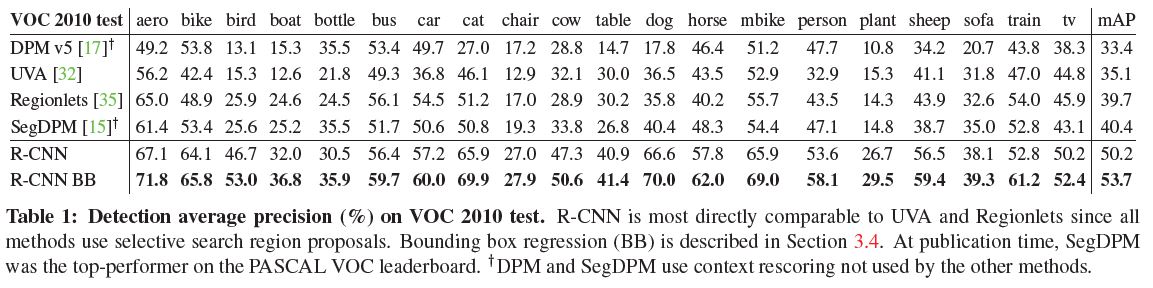 VOC 2010 test aero bike bird boat bottle bus car cat chair cow table dog horse mbike person plant sheep sofa train tv mAP
DPM v5 [17]† 49.2 53.8 13.1 15.3 35.5 53.4 49.7 27.0 17.2 28.8 14.7 17.8 46.4 51.2 47.7 10.8 34.2 20.7 43.8 38.3 33.4
UVA [32] 56.2 42.4 15.3 12.6 21.8 49.3 36.8 46.1 12.9 32.1 30.0 36.5 43.5 52.9 32.9 15.3 41.1 31.8 47.0 44.8 35.1
Regionlets [35] 65.0 48.9 25.9 24.6 24.5 56.1 54.5 51.2 17.0 28.9 30.2 35.8 40.2 55.7 43.5 14.3 43.9 32.6 54.0 45.9 39.7
SegDPM [15]† 61.4 53.4 25.6 25.2 35.5 51.7 50.6 50.8 19.3 33.8 26.8 40.4 48.3 54.4 47.1 14.8 38.7 35.0 52.8 43.1 40.4
R-CNN 67.1 64.1 46.7 32.0 30.5 56.4 57.2 65.9 27.0 47.3 40.9 66.6 57.8 65.9 53.6 26.7 56.5 38.1 52.8 50.2 50.2
R-CNN BB 71.8 65.8 53.0 36.8 35.9 59.7 60.0 69.9 27.9 50.6 41.4 70.0 62.0 69.0 58.1 29.5 59.4 39.3 61.2 52.4 53.7
Table 1: Detection average precision (%) on VOC 2010 test. R-CNN is most directly comparable to UVA and Regionlets since all
methods use selective search region proposals. Bounding box regression (BB) is described in Section 3.4. At publication time, SegDPM
was the top-performer on the PASCAL VOC leaderboard. †DPM and SegDPM use context rescoring not used by the other methods.